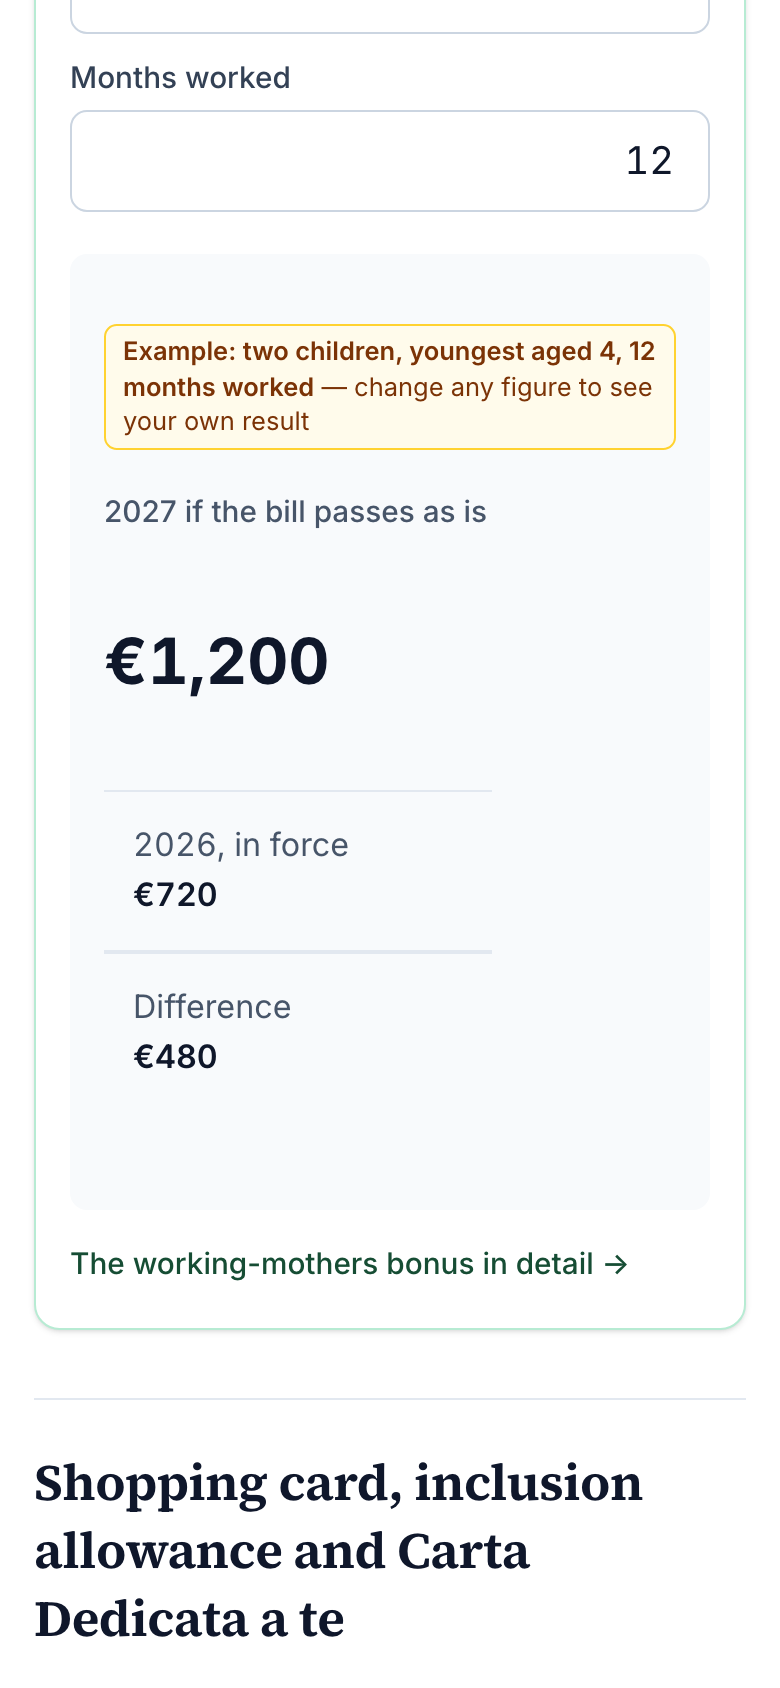 Months worked
12
Example: two children, youngest aged 4, 12
months worked — change any figure to see
your own result
2027 if the bill passes as is
€1,200
2026, in force
€720
Difference
€480
The working-mothers bonus in detail →
Shopping card, inclusion
allowance and Carta
Dedicata a te